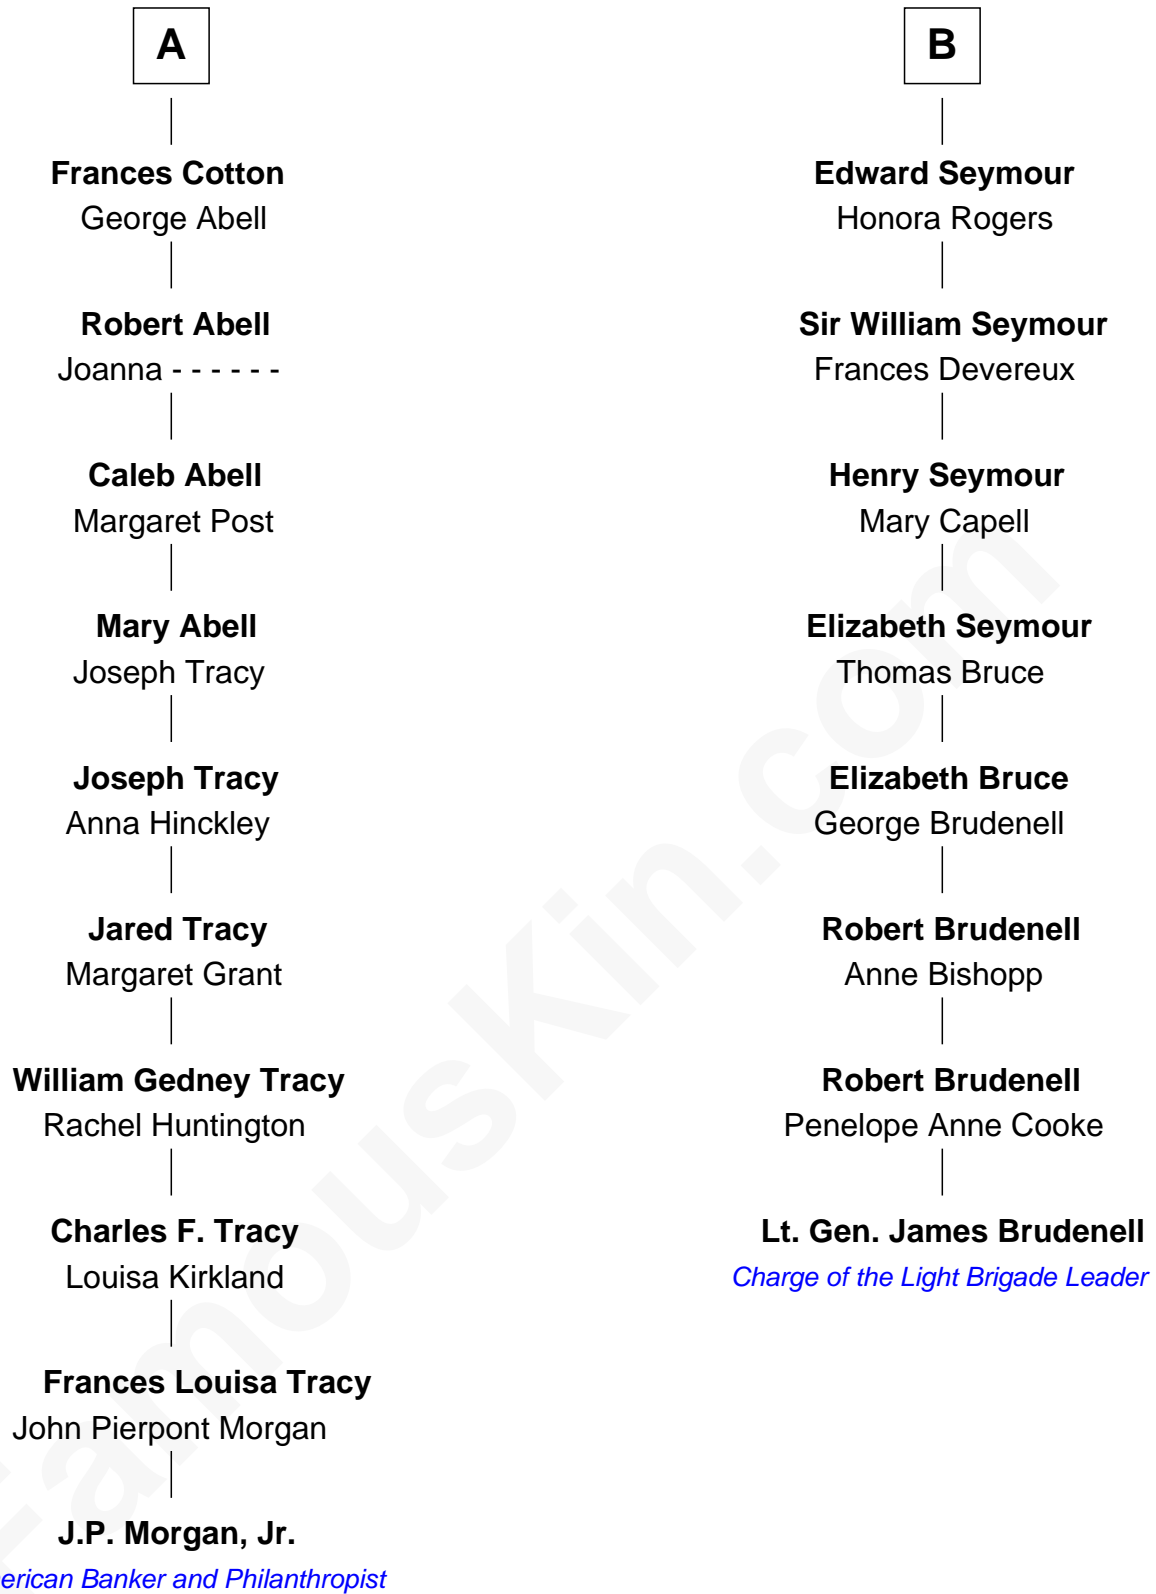 A
Frances Cotton
George Abell
Robert Abell
Joanna - - - - - -
Caleb Abell
Margaret Post
Mary Abell
Joseph Tracy
Joseph Tracy
Anna Hinckley
Jared Tracy
Margaret Grant
William Gedney Tracy
Rachel Huntington
Charles F. Tracy
Louisa Kirkland
Frances Louisa Tracy
John Pierpont Morgan
J.P. Morgan, Jr.
erican Banker and Philanthropist
B
Edward Seymour
Honora Rogers
Sir William Seymour
Frances Devereux
Henry Seymour
Mary Capell
Elizabeth Seymour
Thomas Bruce
Elizabeth Bruce
George Brudenell
Robert Brudenell
Anne Bishopp
Robert Brudenell
Penelope Anne Cooke
Lt. Gen. James Brudenell
Charge of the Light Brigade Leader
FamousKin.com